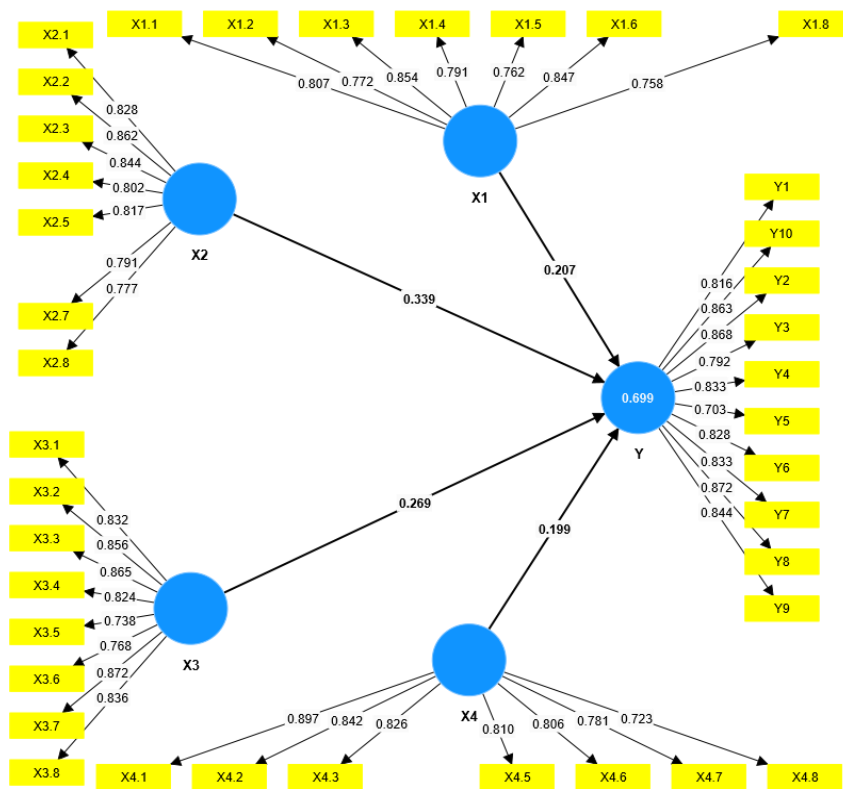 X1.1
X1.2
X1.3
X1.4
X1.5
X1.6
X1.8
0.807
0.772
0.854
0.791
0.762
0.847
0.758
X1
X2.1
X2.2
X2.3
X2.4
X2.5
X2.7
X2.8
0.828
0.862
0.844
0.802
0.817
0.791
0.777
X2
0.207
0.339
0.269
0.199
0.699
Y
Y1
Y10
Y2
Y3
Y4
Y5
Y6
Y7
Y8
Y9
0.816
0.863
0.868
0.792
0.833
0.703
0.828
0.833
0.872
0.844
X3.1
X3.2
X3.3
X3.4
X3.5
X3.6
X3.7
X3.8
0.832
0.856
0.865
0.824
0.738
0.768
0.872
0.836
X3
X4
0.897
0.842
0.826
0.810
0.806
0.781
0.723
X4.1
X4.2
X4.3
X4.5
X4.6
X4.7
X4.8